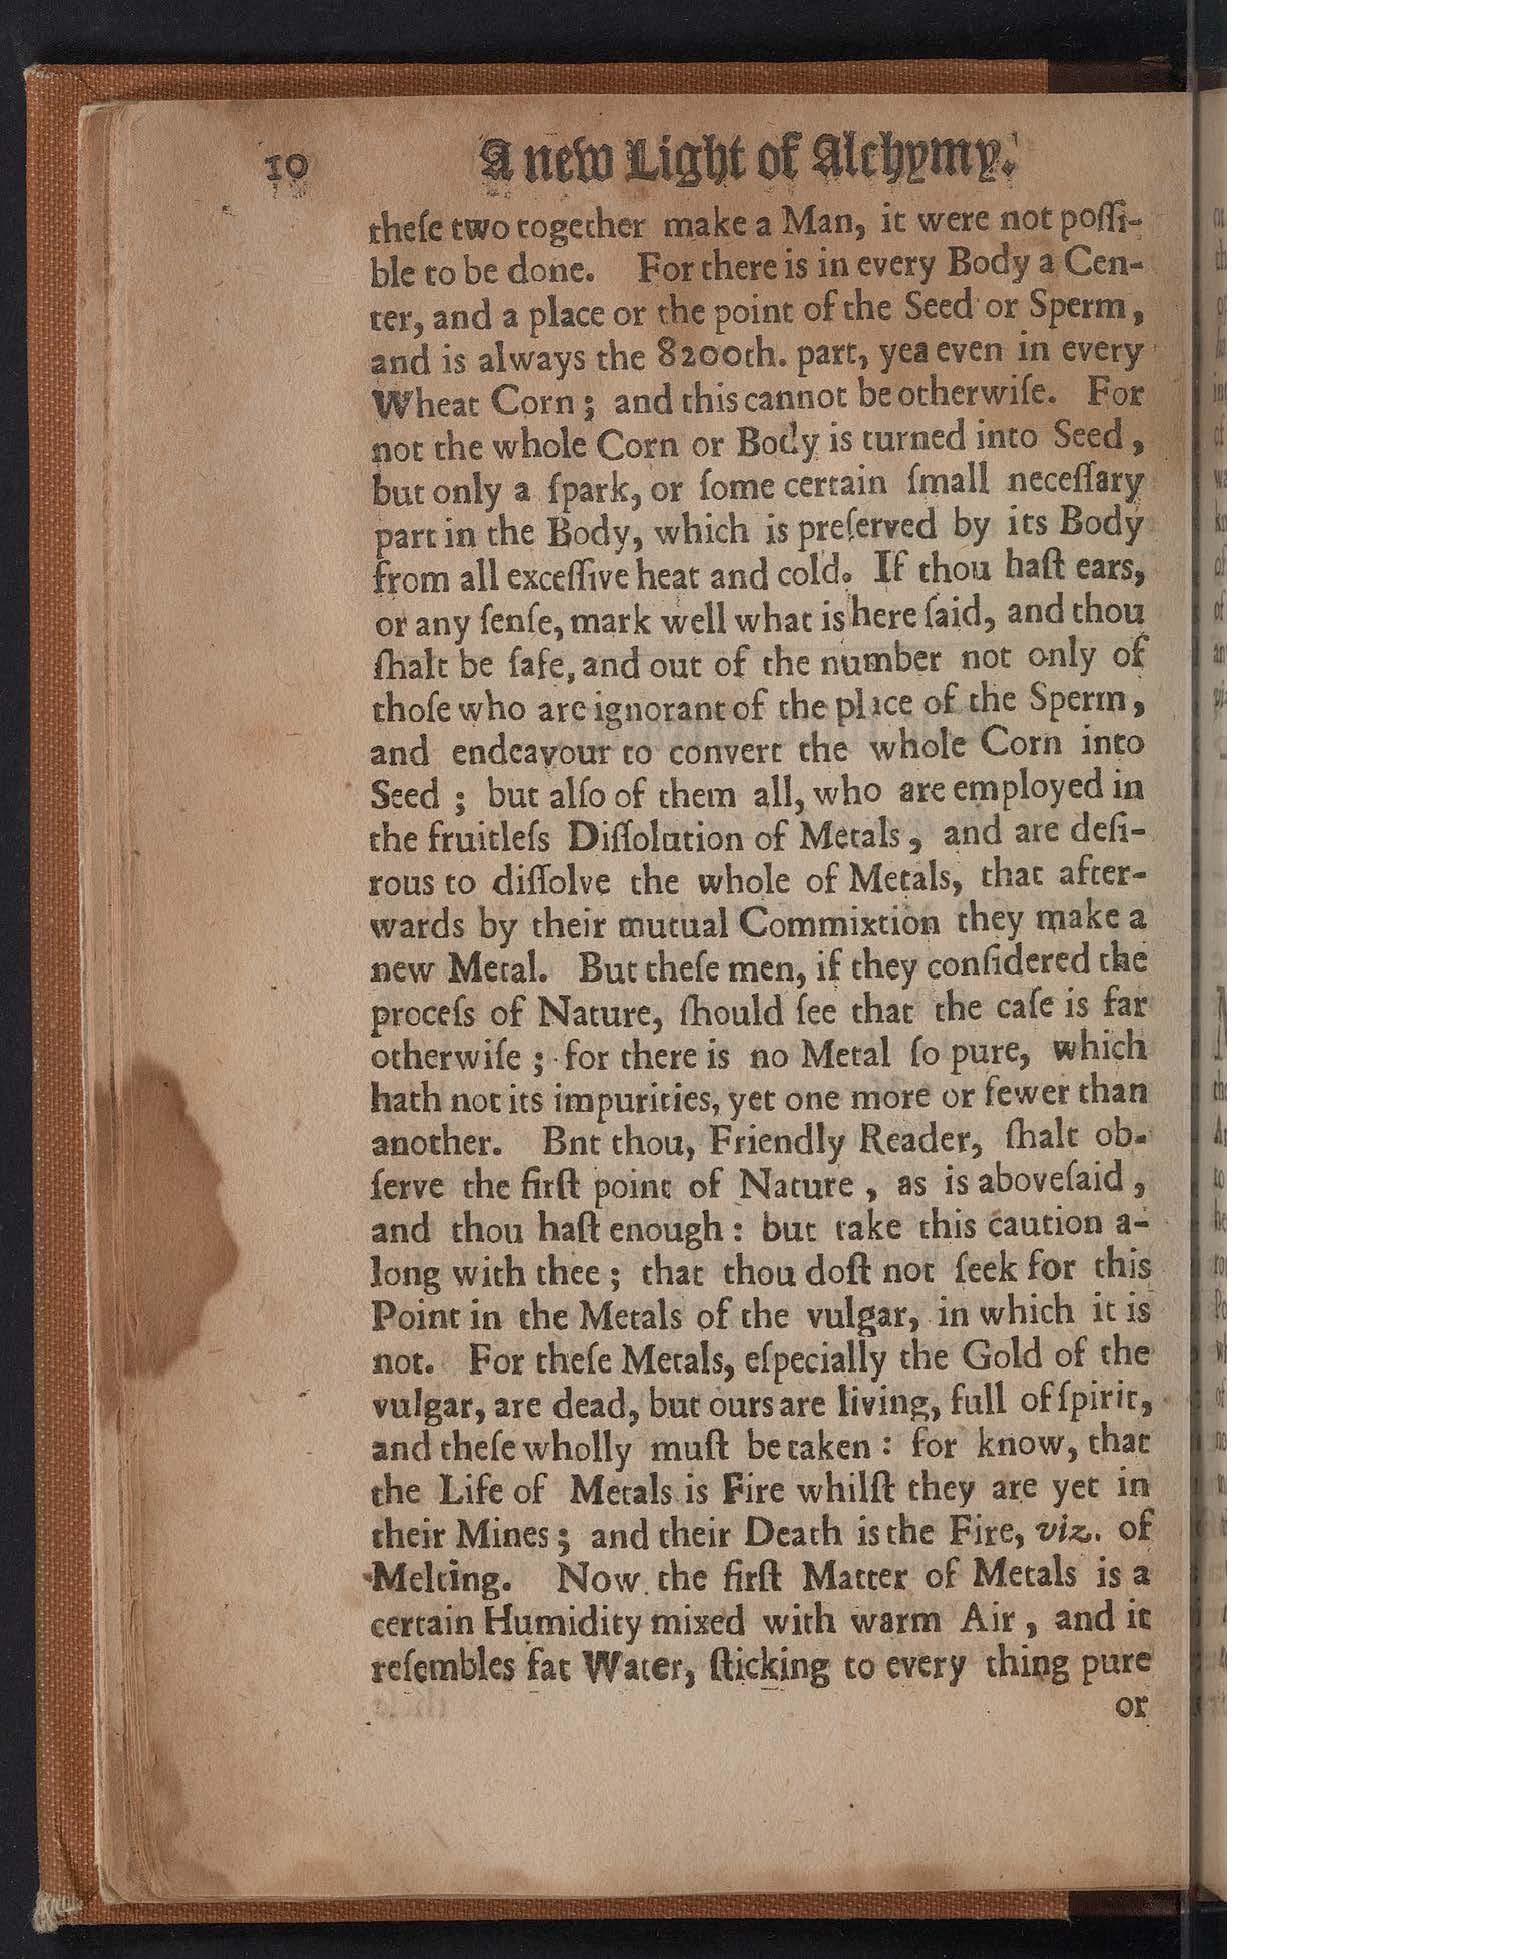 10 A new Light of Alchymy.
theſe two together make a Man, it were not poſſi-
ble to be done. For there is in every Body a Cen-
ter, and a place or the point of the Seed or Sperm,
and is always the 8200th. part, yea even in every
Wheat Corn; and this cannot be otherwiſe. For
not the whole Corn or Body is turned into Seed,
but only a ſpark, or ſome certain ſmall neceſſary
part in the Body, which is preſerved by its Body
from all exceſſive heat and cold. If thou haſt ears,
or any ſenſe, mark well what is here ſaid, and thou
ſhalt be ſafe, and out of the number not only of
thoſe who are ignorant of the place of the Sperm,
and endeavour to convert the whole Corn into
Seed; but alſo of them all, who are employed in
the fruitleſs Diſſolution of Metals, and are deſi-
rous to diſſolve the whole of Metals, that after-
wards by their mutual Commixtion they make a
new Metal. But theſe men, if they conſidered the
proceſs of Nature, ſhould ſee that the caſe is far
otherwiſe; for there is no Metal ſo pure, which
hath not its impurities, yet one more or fewer than
another. Bnt thou, Friendly Reader, ſhalt ob-
ſerve the firſt point of Nature, as is aboveſaid,
and thou haſt enough: but take this caution a-
long with thee; that thou doſt not ſeek for this
Point in the Metals of the vulgar, in which it is
not. For theſe Metals, eſpecially the Gold of the
vulgar, are dead, but ours are living, full of ſpirit,
and theſe wholly muſt be taken: for know, that
the Life of Metals is Fire whilſt they are yet in
their Mines; and their Death is the Fire, viz. of
Melting. Now the firſt Matter of Metals is a
certain Humidity mixed with warm Air, and it
reſembles fat Water, ſticking to every thing pure
or